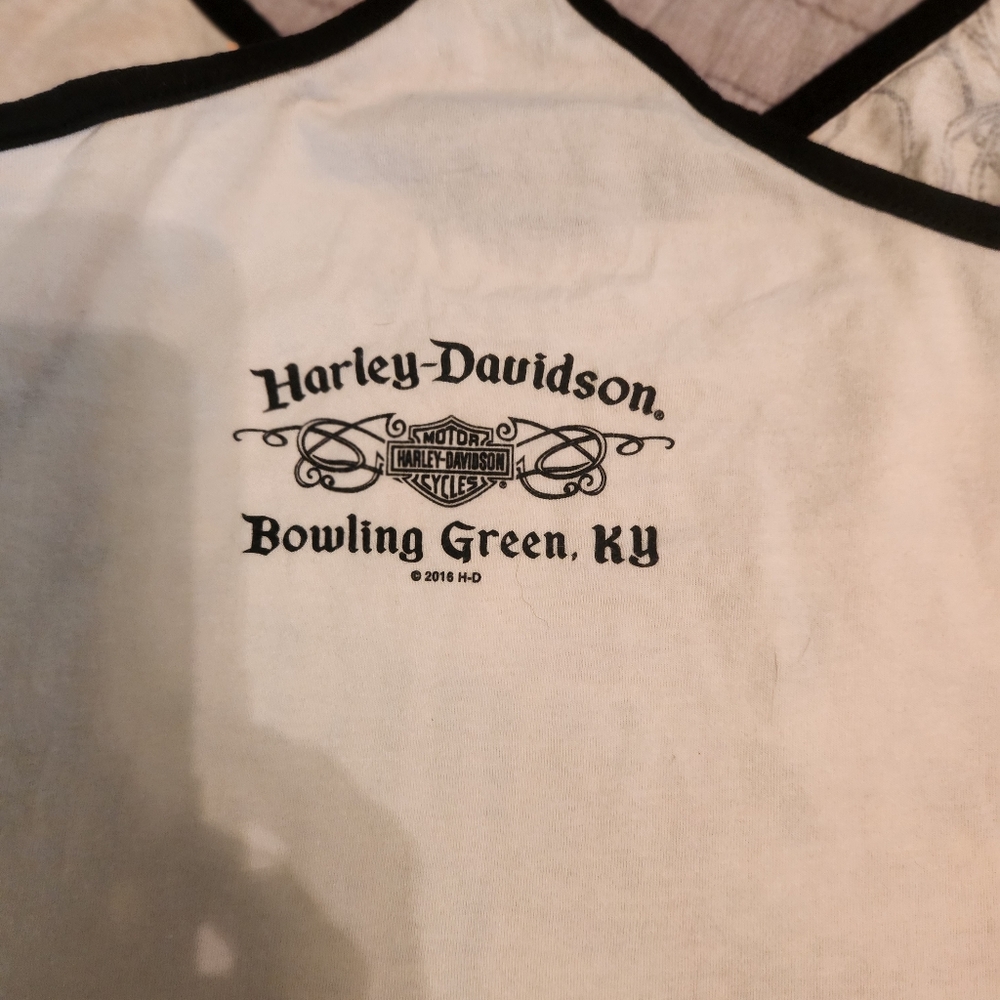 Harley-Davidson®
MOTOR
HARLEY-DAVIDSON
CYCLES®
Bowling Green, KY
© 2016 H-D